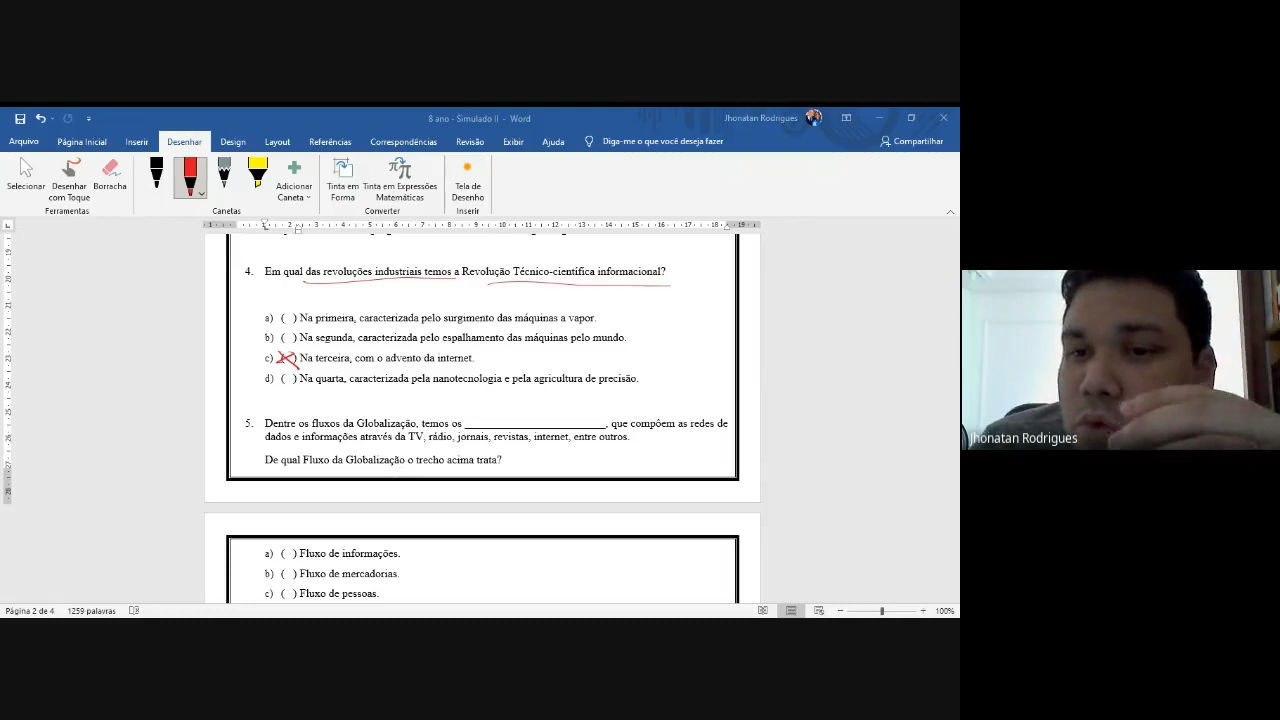 8 ano - Simulado II - Word
Jhonatan Rodrigues
Arquivo Página Inicial Inserir Desenhar Design Layout Referências Correspondências Revisão Exibir Ajuda Diga-me o que você deseja fazer Compartilhar
Selecionar Desenhar com Toque Borracha Adicionar Caneta Tinta em Forma Tinta em Expressões Matemáticas Tela de Desenho
Ferramentas Canetas Converter Inserir
4. Em qual das revoluções industriais temos a Revolução Técnico-científica informacional?
a) ( ) Na primeira, caracterizada pelo surgimento das máquinas a vapor.
b) ( ) Na segunda, caracterizada pelo espalhamento das máquinas pelo mundo.
c) (X) Na terceira, com o advento da internet.
d) ( ) Na quarta, caracterizada pela nanotecnologia e pela agricultura de precisão.
5. Dentre os fluxos da Globalização, temos os __________________________, que compõem as redes de
dados e informações através da TV, rádio, jornais, revistas, internet, entre outros.
De qual Fluxo da Globalização o trecho acima trata?
a) ( ) Fluxo de informações.
b) ( ) Fluxo de mercadorias.
c) ( ) Fluxo de pessoas.
Página 2 de 4 1259 palavras 100%
Jhonatan Rodrigues